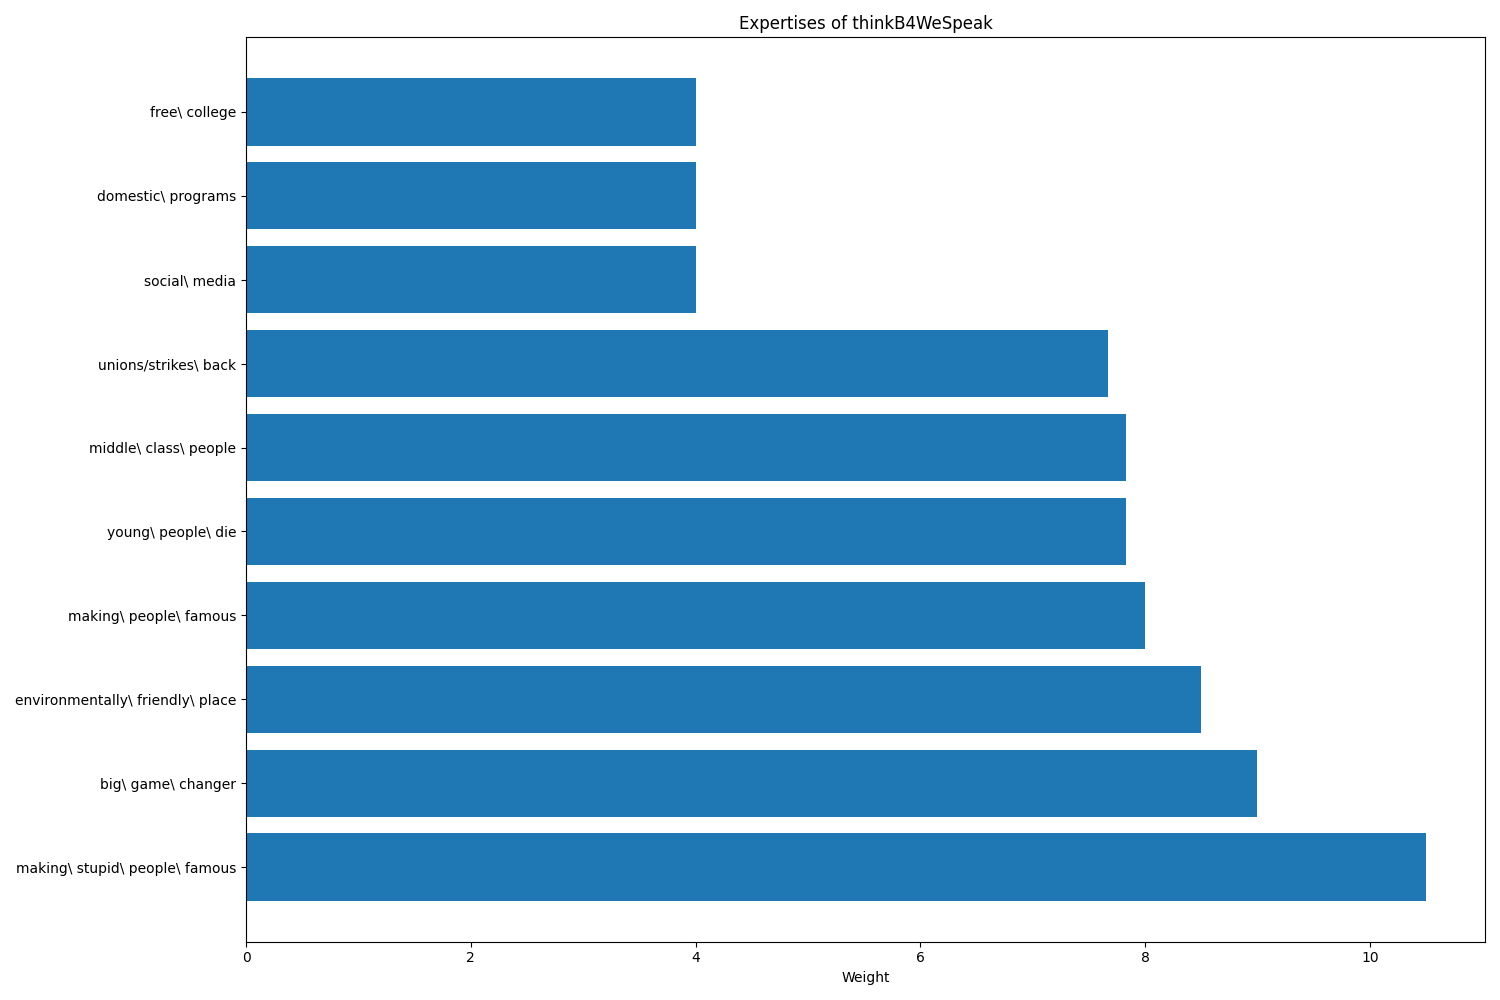 Expertises of thinkB4WeSpeak
free\ college
domestic\ programs
social\ media
unions/strikes\ back
middle\ class\ people
young\ people\ die
making\ people\ famous
environmentally\ friendly\ place
big\ game\ changer
making\ stupid\ people\ famous
0 2 4 6 8 10
Weight